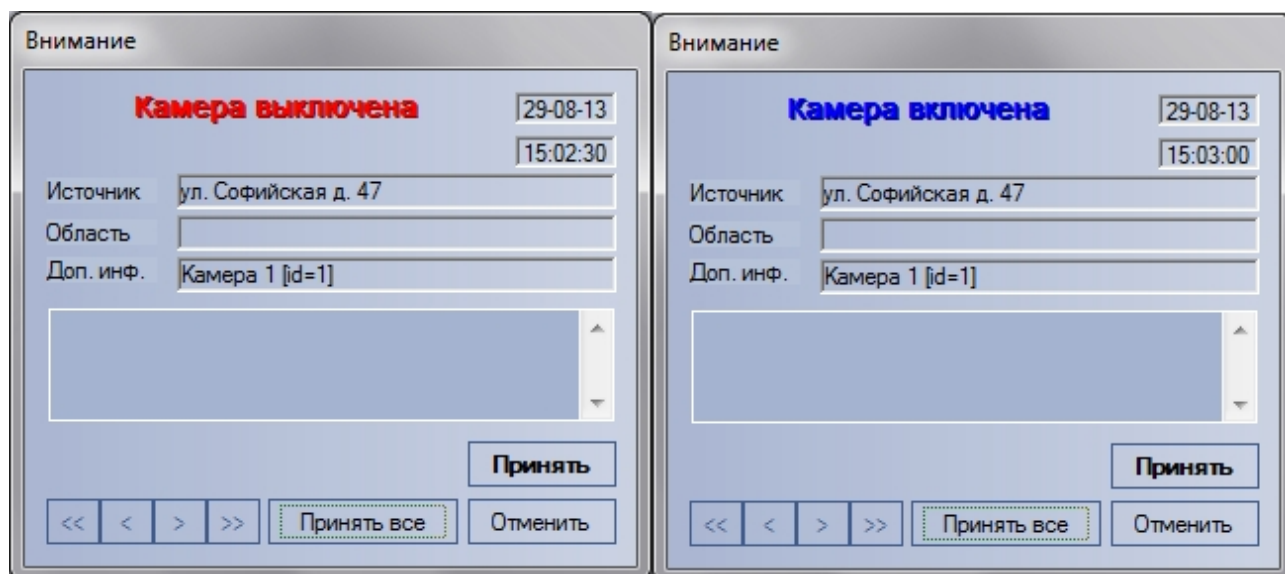 Внимание
Камера выключена
29-08-13
15:02:30
Источник
ул. Софийская д. 47
Область
Доп. инф.
Камера 1 [id=1]
Принять
<<
<
>
>>
Принять все
Отменить
Внимание
Камера включена
29-08-13
15:03:00
Источник
ул. Софийская д. 47
Область
Доп. инф.
Камера 1 [id=1]
Принять
<<
<
>
>>
Принять все
Отменить